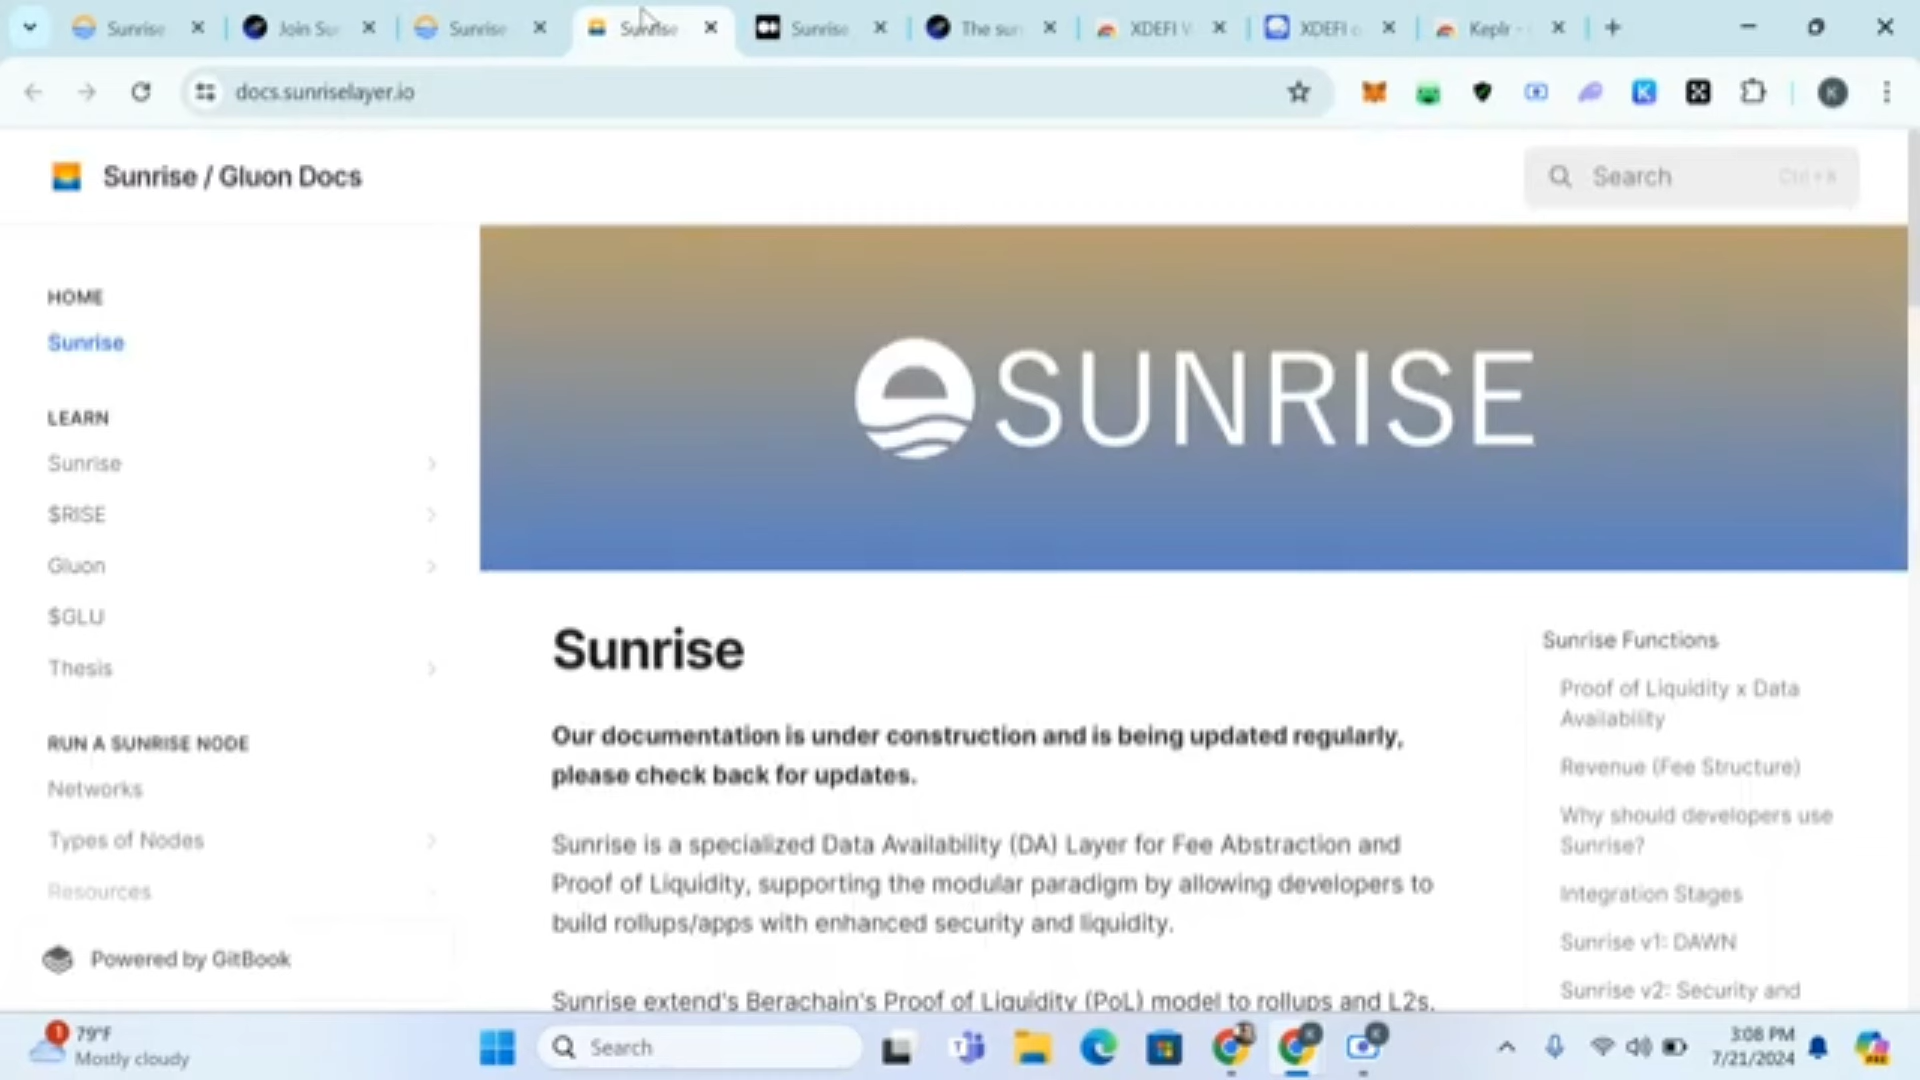 Sunrise
Join Su
Sunrise
Sunrise
Sunrise
The sun
XDEFI
XDEFI
Keplr -
docs.sunriselayer.io
K
Sunrise / Gluon Docs
Search
Ctrl + K
HOME
Sunrise
LEARN
Sunrise
$RISE
Gluon
$GLU
Thesis
RUN A SUNRISE NODE
Networks
Types of Nodes
Resources
Powered by GitBook
SUNRISE
Sunrise
Our documentation is under construction and is being updated regularly,
please check back for updates.
Sunrise is a specialized Data Availability (DA) Layer for Fee Abstraction and
Proof of Liquidity, supporting the modular paradigm by allowing developers to
build rollups/apps with enhanced security and liquidity.
Sunrise extend's Berachain's Proof of Liquidity (PoL) model to rollups and L2s.
Sunrise Functions
Proof of Liquidity x Data
Availability
Revenue (Fee Structure)
Why should developers use
Sunrise?
Integration Stages
Sunrise v1: DAWN
Sunrise v2: Security and
1
79°F
Mostly cloudy
Search
3:08 PM
7/21/2024